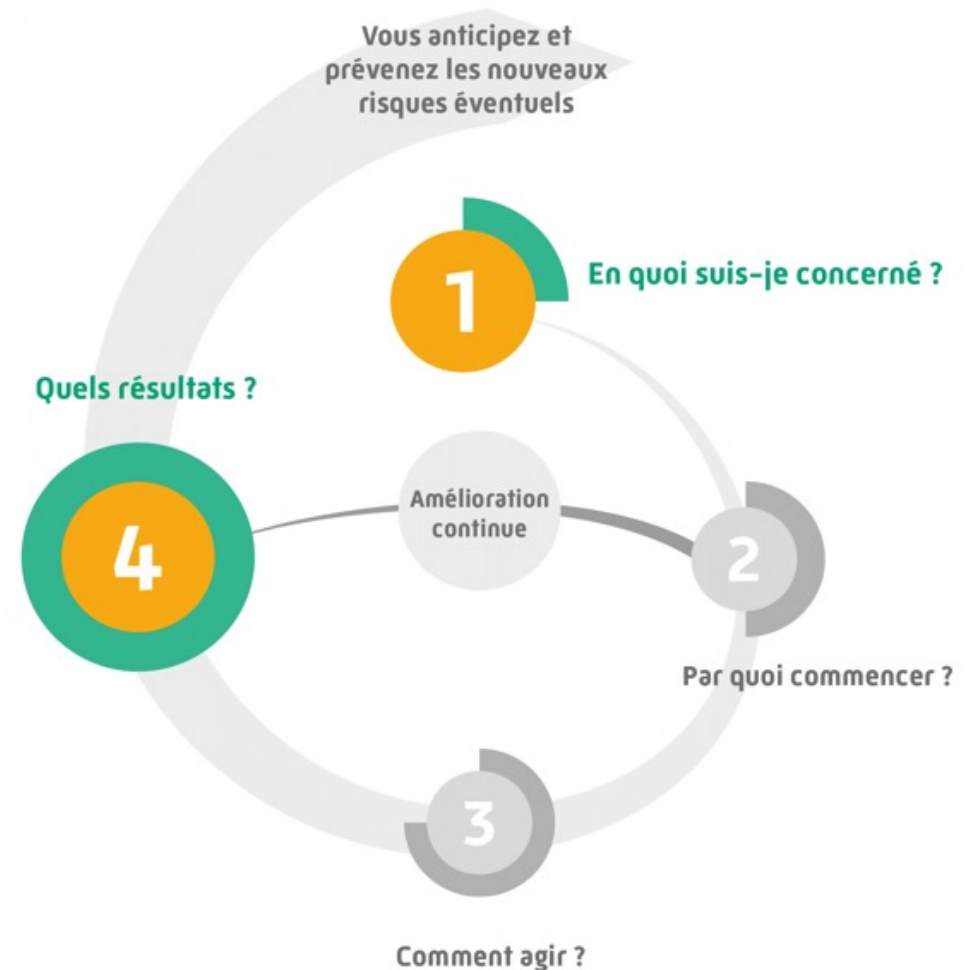 Vous anticipez et
prévenez les nouveaux
risques éventuels
1
En quoi suis-je concerné ?
Quels résultats ?
Amélioration
continue
4
2
Par quoi commencer ?
3
Comment agir ?